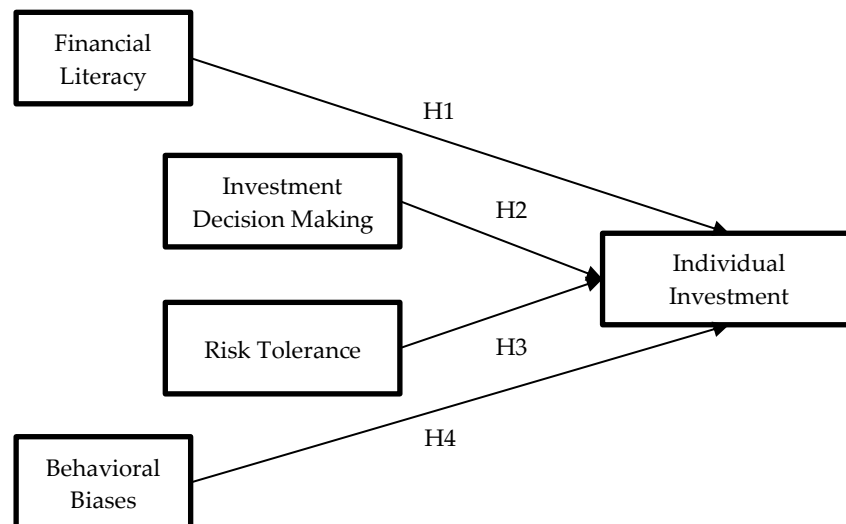 Financial
Literacy
H1
Investment
Decision Making
H2
Individual
Investment
Risk Tolerance
H3
H4
Behavioral
Biases